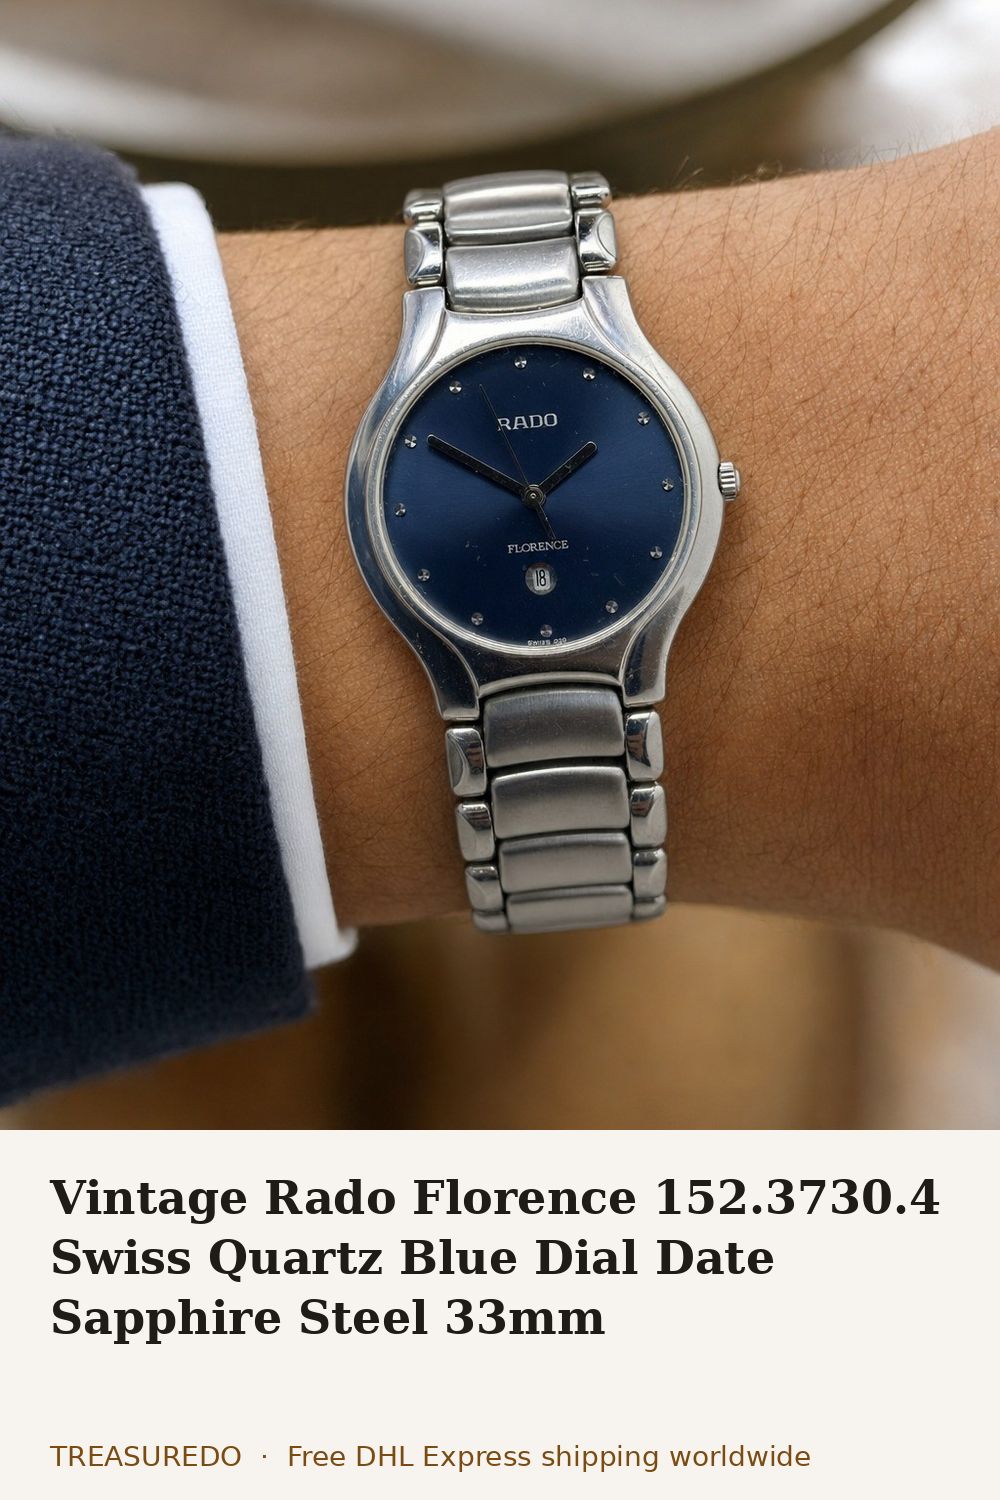 RADO
FLORENCE
18
Vintage Rado Florence 152.3730.4
Swiss Quartz Blue Dial Date
Sapphire Steel 33mm
TREASUREDO · Free DHL Express shipping worldwide